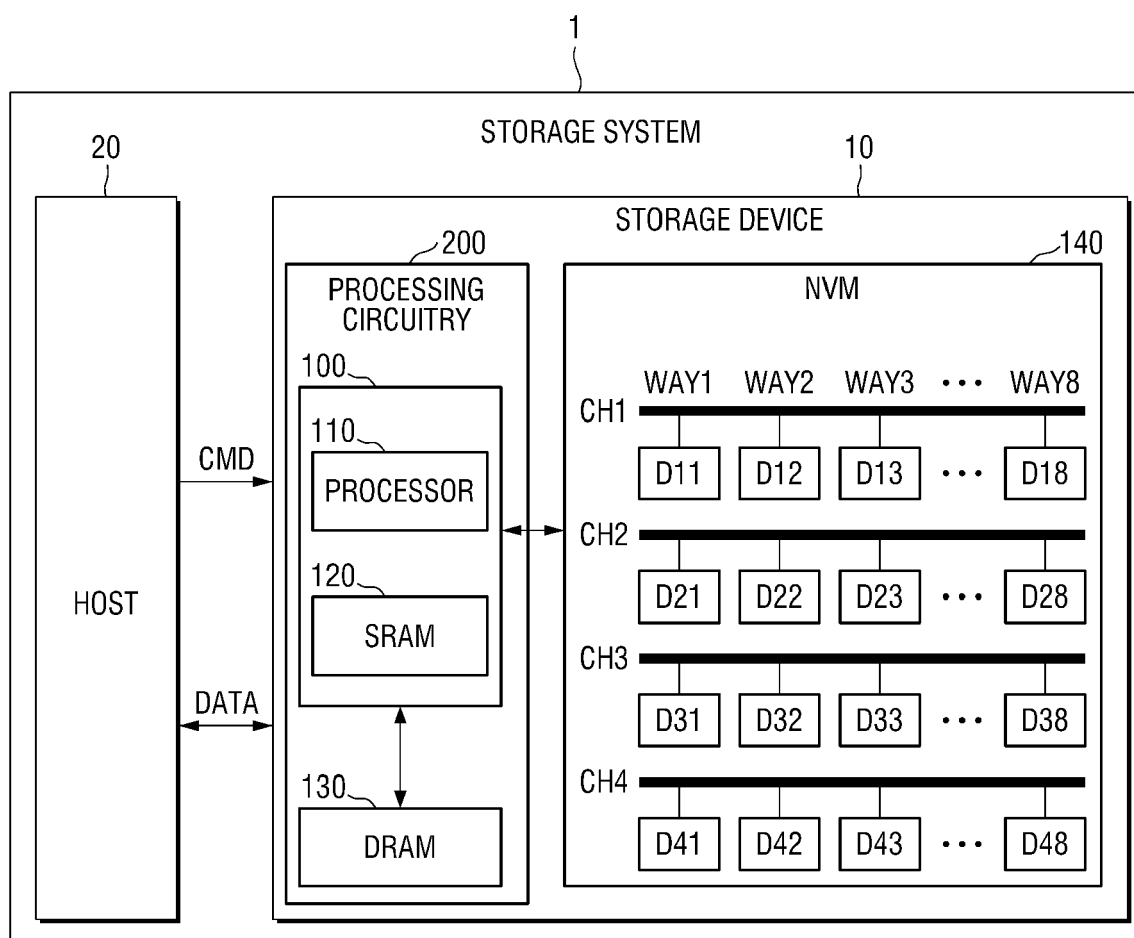 1
STORAGE SYSTEM
20
10
HOST
STORAGE DEVICE
200
140
PROCESSING
CIRCUITRY
NVM
100
110
PROCESSOR
120
SRAM
130
DRAM
CMD
DATA
WAY1 WAY2 WAY3 ••• WAY8
CH1
D11 D12 D13 ••• D18
CH2
D21 D22 D23 ••• D28
CH3
D31 D32 D33 ••• D38
CH4
D41 D42 D43 ••• D48